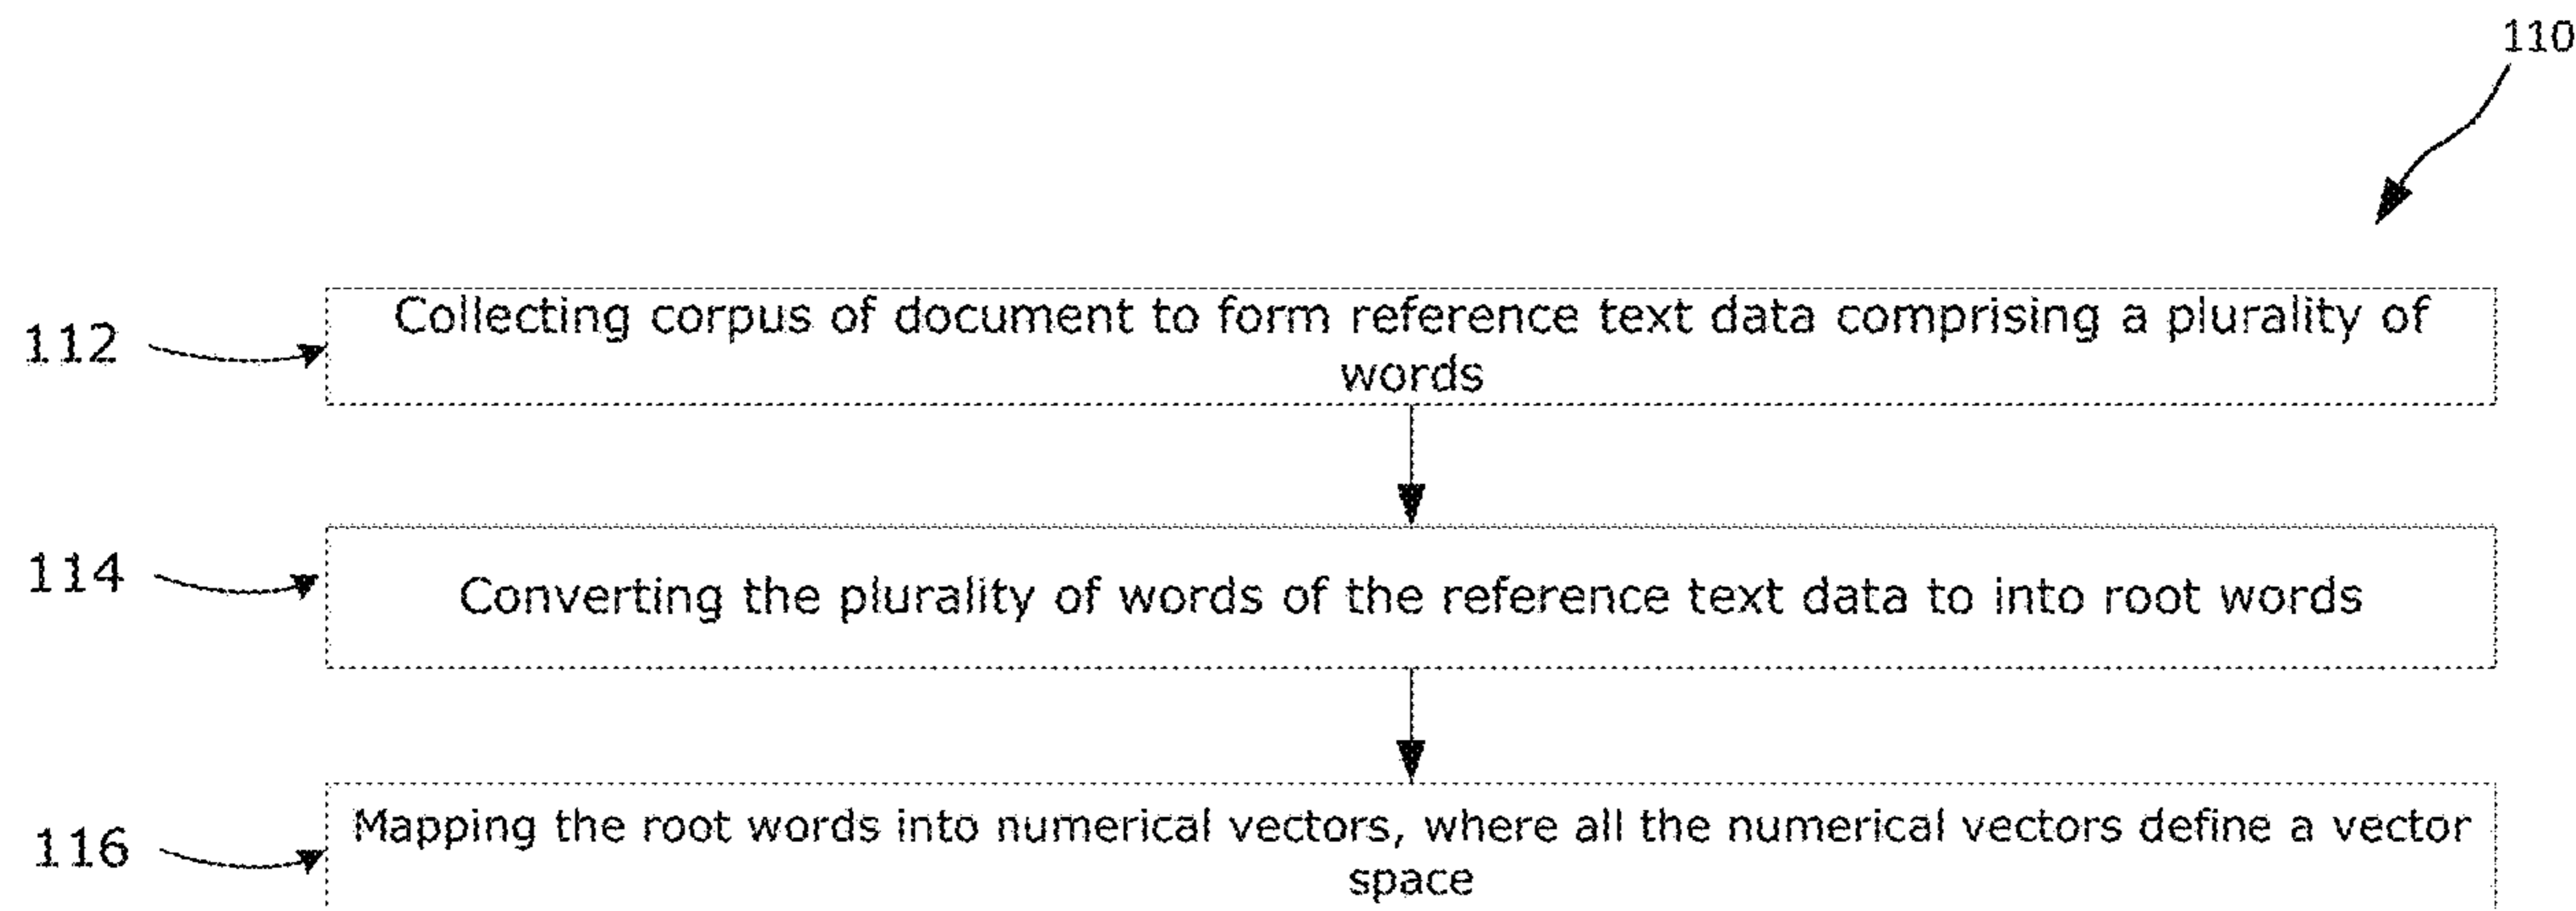 110
112
Collecting corpus of document to form reference text data comprising a plurality of
words
114
Converting the plurality of words of the reference text data to into root words
116
Mapping the root words into numerical vectors, where all the numerical vectors define a vector
space